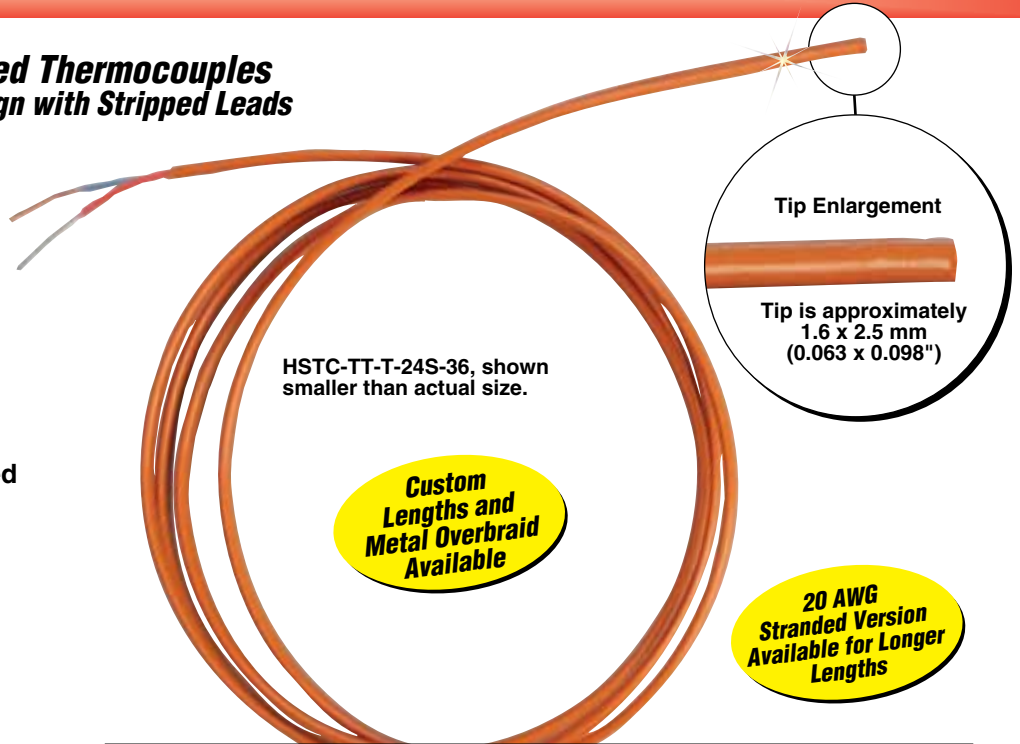 ed Thermocouples
gn with Stripped Leads
Tip Enlargement
Tip is approximately
1.6 x 2.5 mm
(0.063 x 0.098")
HSTC-TT-T-24S-36, shown
smaller than actual size.
d
Custom
Lengths and
Metal Overbraid
Available
20 AWG
Stranded Version
Available for Longer
Lengths